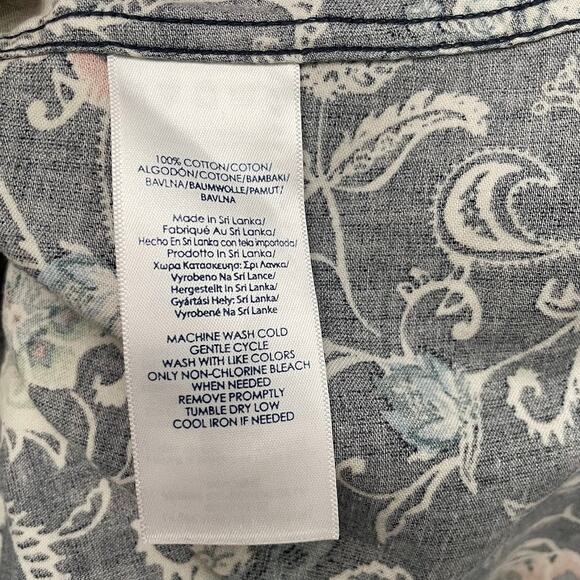 100% COTTON/COTON/
ALGODÓN/COTONE/BAMBAKI/
BAVLNA/BAUMWOLLE/PAMUT/
BAVLNA
Made in Sri Lanka/
Fabriqué Au Sri Lanka/
Hecho En Sri Lanka con tela importada/
Prodotto in Sri Lanka/
Χωρα Κατασκευησ: Σρι Λανκα/
Vyrobeno Na Srí Lance/
Hergestellt in Sri Lanka/
Gyártási Hely: Srí Lanka/
Vyrobené Na Srí Lanke
MACHINE WASH COLD
GENTLE CYCLE
WASH WITH LIKE COLORS
ONLY NON-CHLORINE BLEACH
WHEN NEEDED
REMOVE PROMPTLY
TUMBLE DRY LOW
COOL IRON IF NEEDED